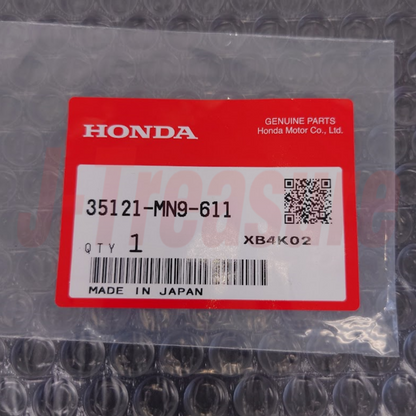 GENUINE PARTS
HONDA
Honda Motor Co., Ltd.
35121-MN9-611
QTY 1
XB4K02
MADE IN JAPAN